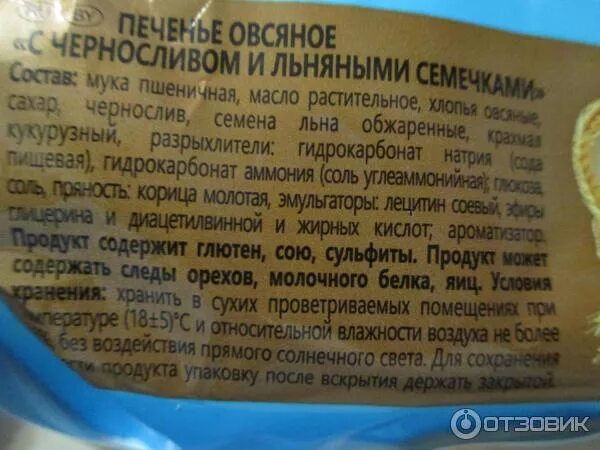 BY
ПЕЧЕНЬЕ ОВСЯНОЕ
«С ЧЕРНОСЛИВОМ И ЛЬНЯНЫМИ СЕМЕЧКАМИ»
Состав: мука пшеничная, масло растительное, хлопья овсяные,
сахар, чернослив, семена льна обжаренные, крахмал
кукурузный, разрыхлители: гидрокарбонат натрия (сода
пищевая), гидрокарбонат аммония (соль углеаммонийная); глюкоза,
соль, пряность: корица молотая, эмульгаторы: лецитин соевый, эфиры
глицерина и диацетилвинной и жирных кислот; ароматизатор.
Продукт содержит глютен, сою, сульфиты. Продукт может
содержать следы орехов, молочного белка, яиц. Условия
хранения: хранить в сухих проветриваемых помещениях при
температуре (18±5)°С и относительной влажности воздуха не более
без воздействия прямого солнечного света. Для сохранения
продукта упаковку после вскрытия держать закрытой.
ОТЗОВИК